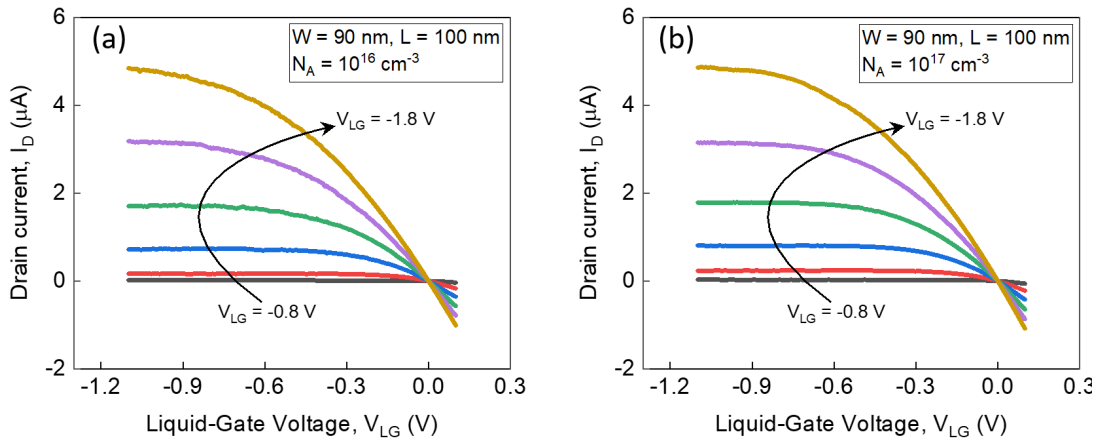 (a)
W = 90 nm, L = 100 nm
N_A = 10^16 cm^-3
V_LG = -1.8 V
V_LG = -0.8 V
6
4
2
0
-2
-1.2 -0.9 -0.6 -0.3 0.0 0.3
Drain current, I_D (μA)
Liquid-Gate Voltage, V_LG (V)
(b)
W = 90 nm, L = 100 nm
N_A = 10^17 cm^-3
V_LG = -1.8 V
V_LG = -0.8 V
6
4
2
0
-2
-1.2 -0.9 -0.6 -0.3 0.0 0.3
Drain current, I_D (μA)
Liquid-Gate Voltage, V_LG (V)